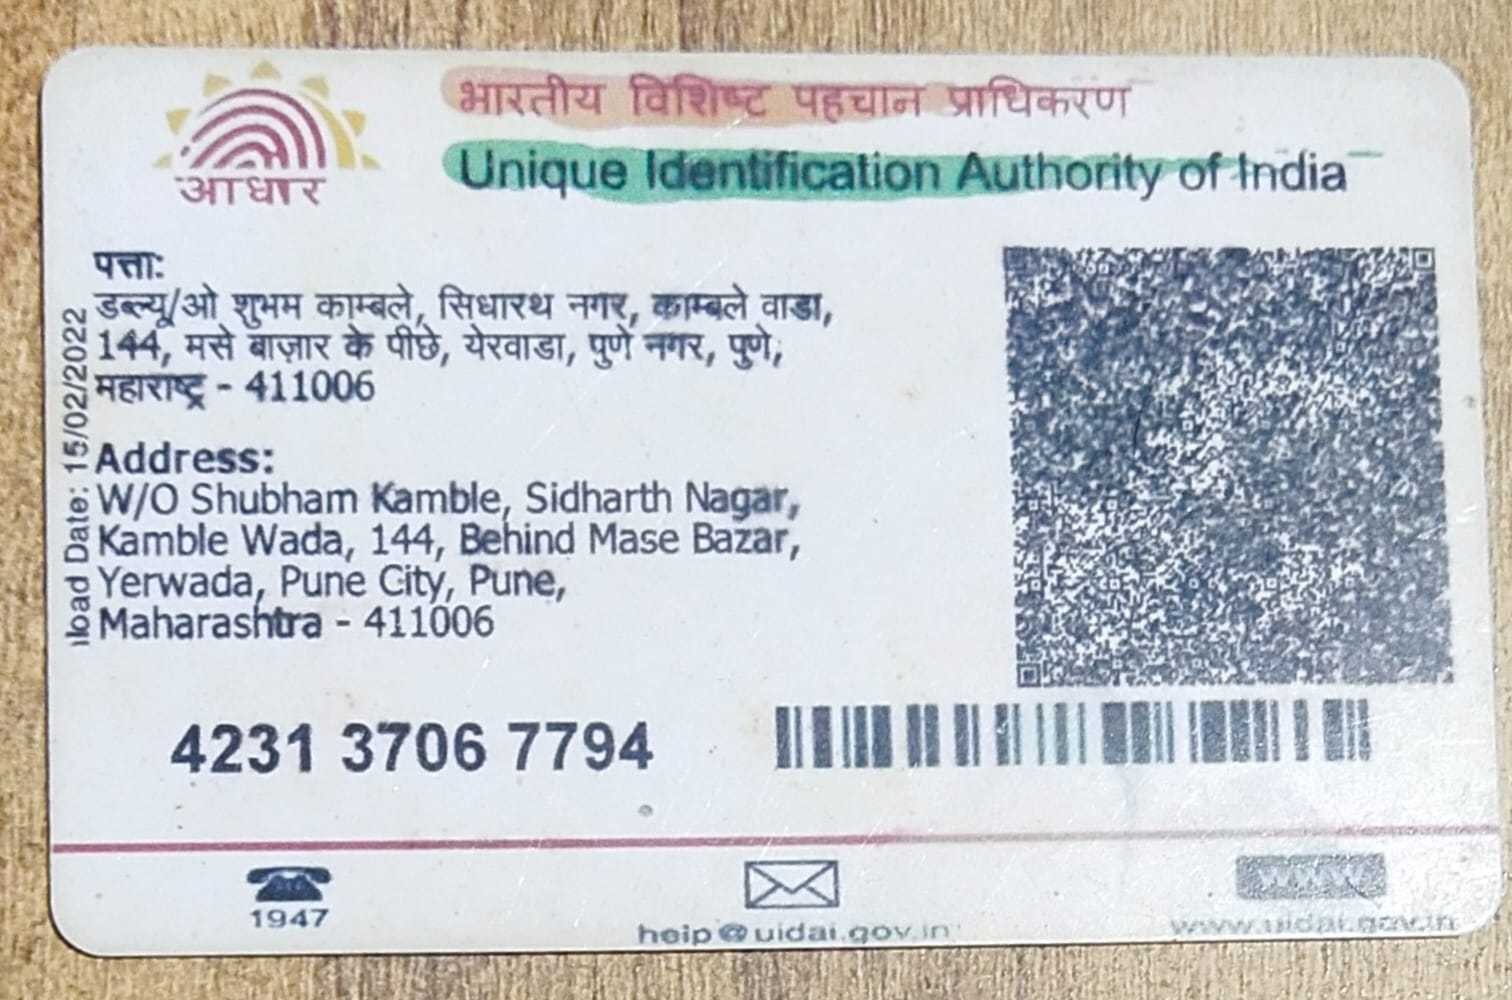 भारतीय विशिष्ट पहचान प्राधिकरण
Unique Identification Authority of India
आधार
पत्ता:
डब्ल्यू/ओ शुभम काम्बले, सिधारथ नगर, काम्बले वाडा,
144, मसे बाज़ार के पीछे, येरवाडा, पुणे नगर, पुणे,
महाराष्ट्र - 411006
Address:
W/O Shubham Kamble, Sidharth Nagar,
Kamble Wada, 144, Behind Mase Bazar,
Yerwada, Pune City, Pune,
Maharashtra - 411006
Date: 15/02/2022
4231 3706 7794
1947
help@uidai.gov.in
www
www.uidai.gov.in